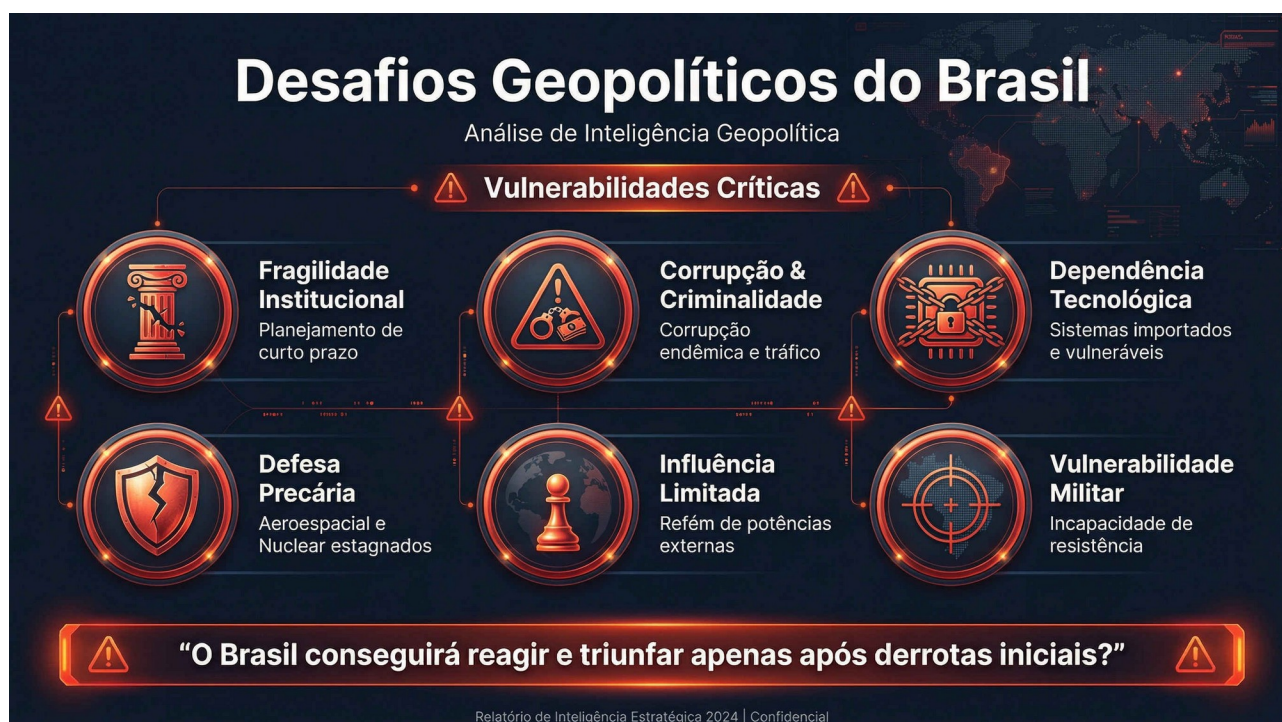 Desafios Geopolíticos do Brasil
Análise de Inteligência Geopolítica
Vulnerabilidades Críticas
Fragilidade
Institucional
Planejamento de
curto prazo
Corrupção &
Criminalidade
Corrupção
endêmica e tráfico
Dependência
Tecnológica
Sistemas importados
e vulneráveis
Defesa
Precária
Aeroespacial e
Nuclear estagnados
Influência
Limitada
Refém de potências
externas
Vulnerabilidade
Militar
Incapacidade de
resistência
“O Brasil conseguirá reagir e triunfar apenas após derrotas iniciais?”
Relatório de Inteligência Estratégica 2024 | Confidencial